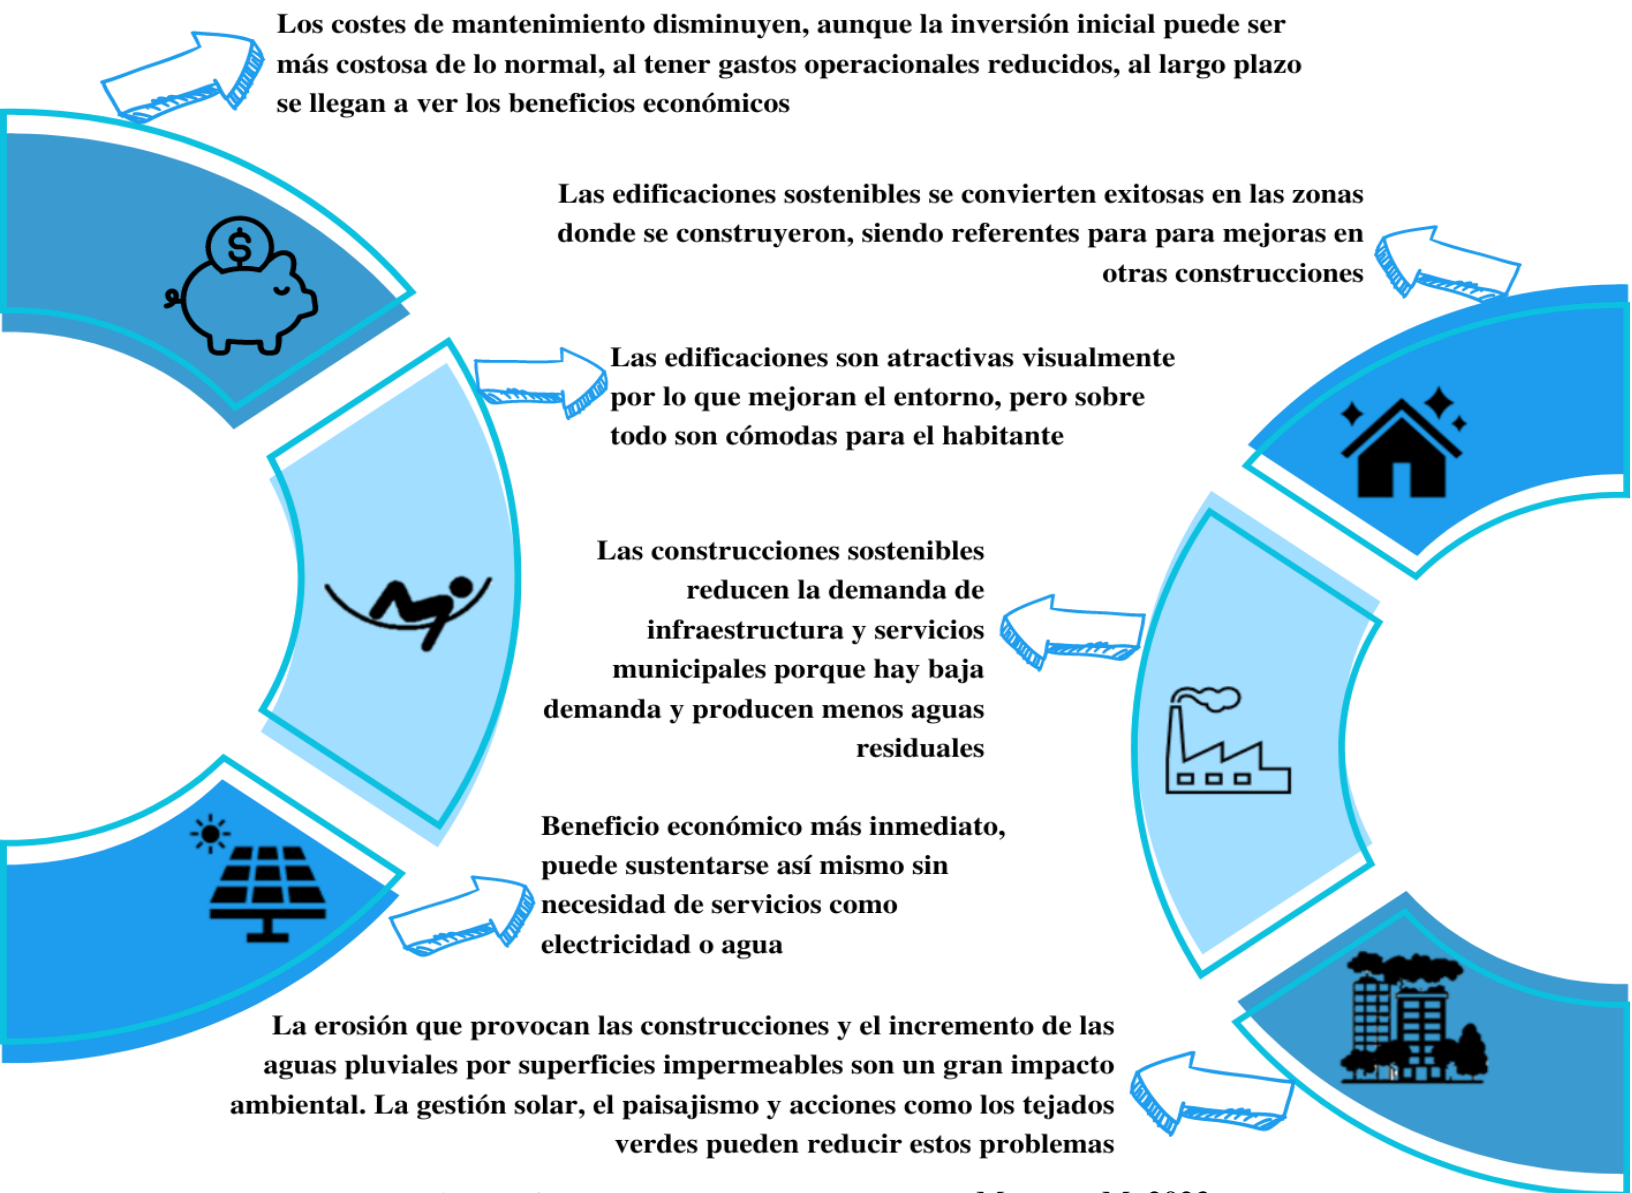 Los costes de mantenimiento disminuyen, aunque la inversión inicial puede ser
más costosa de lo normal, al tener gastos operacionales reducidos, al largo plazo
se llegan a ver los beneficios económicos
Las edificaciones sostenibles se convierten exitosas en las zonas
donde se construyeron, siendo referentes para para mejoras en
otras construcciones
Las edificaciones son atractivas visualmente
por lo que mejoran el entorno, pero sobre
todo son cómodas para el habitante
Las construcciones sostenibles
reducen la demanda de
infraestructura y servicios
municipales porque hay baja
demanda y producen menos aguas
residuales
Beneficio económico más inmediato,
puede sustentarse así mismo sin
necesidad de servicios como
electricidad o agua
La erosión que provocan las construcciones y el incremento de las
aguas pluviales por superficies impermeables son un gran impacto
ambiental. La gestión solar, el paisajismo y acciones como los tejados
verdes pueden reducir estos problemas